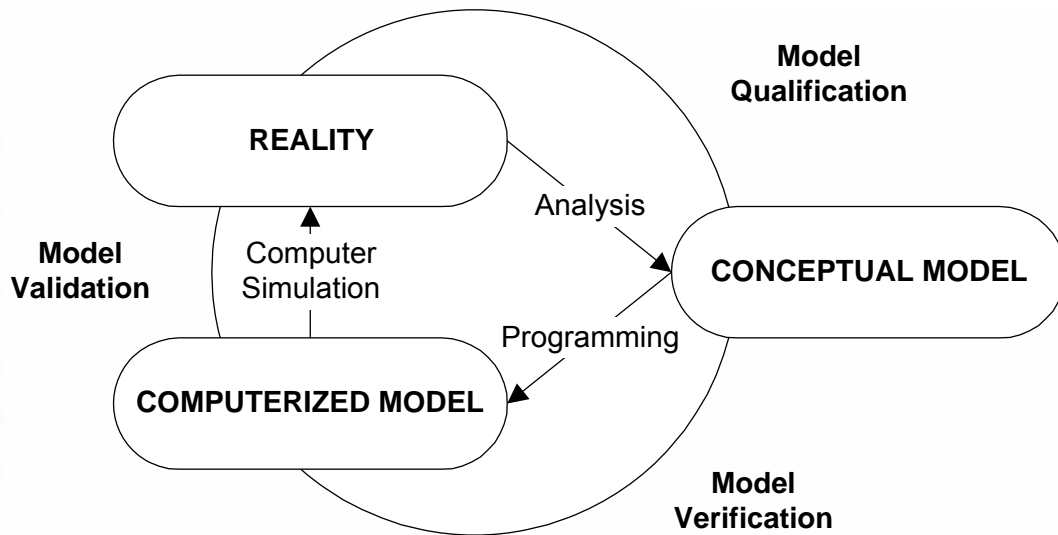 Model
Qualification
REALITY
Analysis
Model
Validation
Computer
Simulation
CONCEPTUAL MODEL
Programming
COMPUTERIZED MODEL
Model
Verification